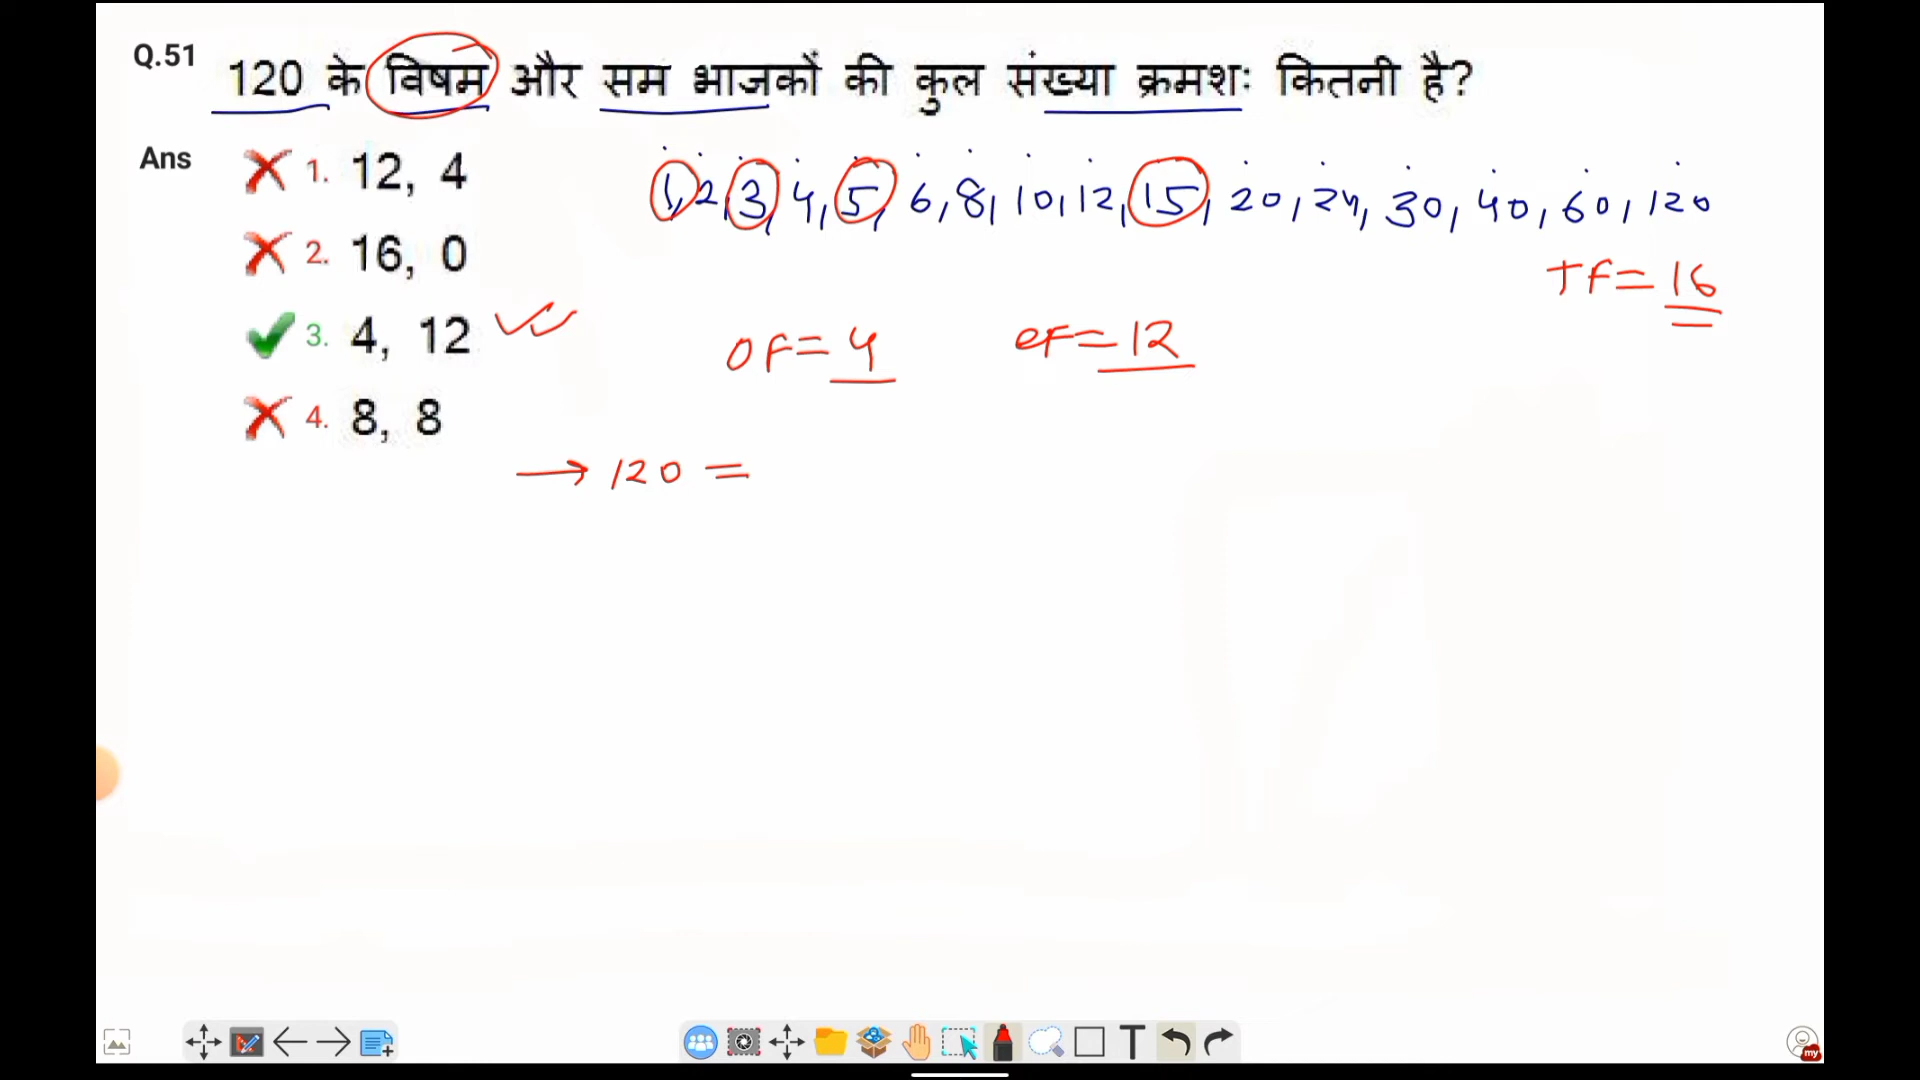 Q.51 120 के विषम और सम भाजकों की कुल संख्या क्रमशः कितनी है?
Ans
1. 12, 4
1, 2, 3, 4, 5, 6, 8, 10, 12, 15, 20, 24, 30, 40, 60, 120
2. 16, 0
TF = 16
3. 4, 12
OF = 4
eF = 12
4. 8, 8
→ 120 =
T
my